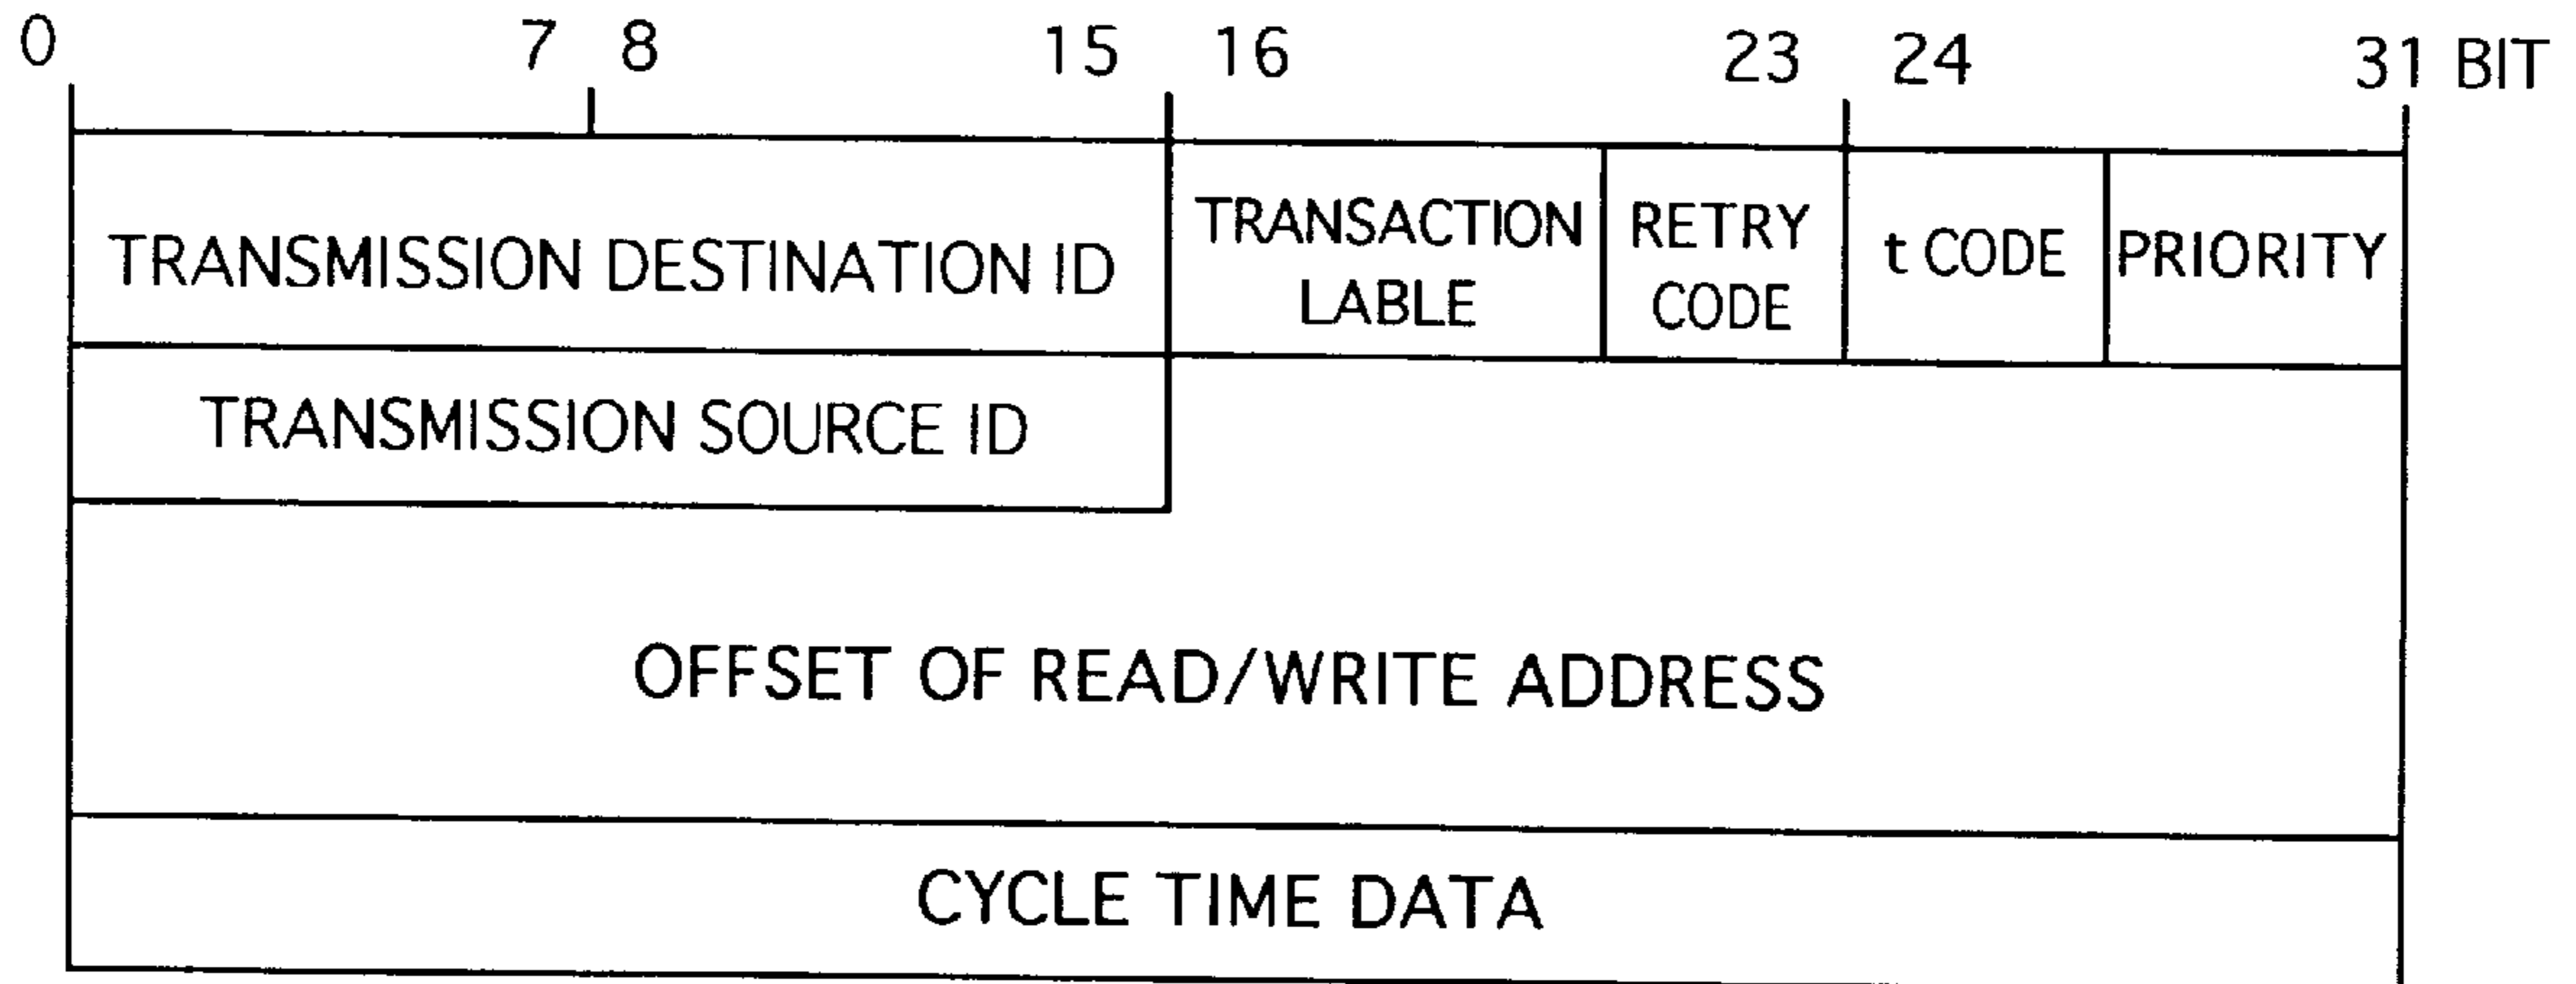 0 7 8 15 16 23 24 31 BIT
TRANSMISSION DESTINATION ID
TRANSACTION
LABLE
RETRY
CODE
t CODE
PRIORITY
TRANSMISSION SOURCE ID
OFFSET OF READ/WRITE ADDRESS
CYCLE TIME DATA